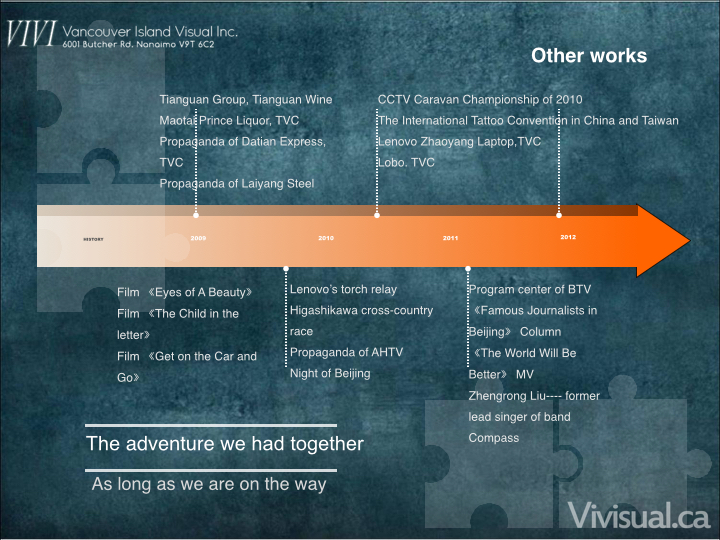 VIVI Vancouver Island Visual Inc.
6001 Butcher Rd. Nanaimo V9T 6C2
Other works
Tianguan Group, Tianguan Wine
Maotai Prince Liquor, TVC
Propaganda of Datian Express,
TVC
Propaganda of Laiyang Steel
CCTV Caravan Championship of 2010
The International Tattoo Convention in China and Taiwan
Lenovo Zhaoyang Laptop,TVC
Lobo. TVC
HISTORY 2009 2010 2011 2012
Film 《Eyes of A Beauty》
Film 《The Child in the
letter》
Film 《Get on the Car and
Go》
Lenovo’s torch relay
Higashikawa cross-country
race
Propaganda of AHTV
Night of Beijing
Program center of BTV
《Famous Journalists in
Beijing》 Column
《The World Will Be
Better》 MV
Zhengrong Liu---- former
lead singer of band
Compass
The adventure we had together
As long as we are on the way
Vivisual.ca